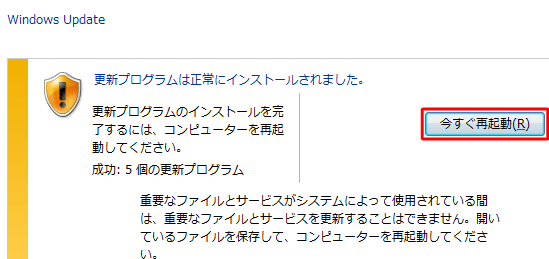 Windows Update
更新プログラムは正常にインストールされました。
更新プログラムのインストールを完
了するには、コンピューターを再起
動してください。
成功: 5 個の更新プログラム
今すぐ再起動(R)
重要なファイルとサービスがシステムによって使用されている間
は、重要なファイルとサービスを更新することはできません。開い
ているファイルを保存して、コンピューターを再起動してくださ
い。